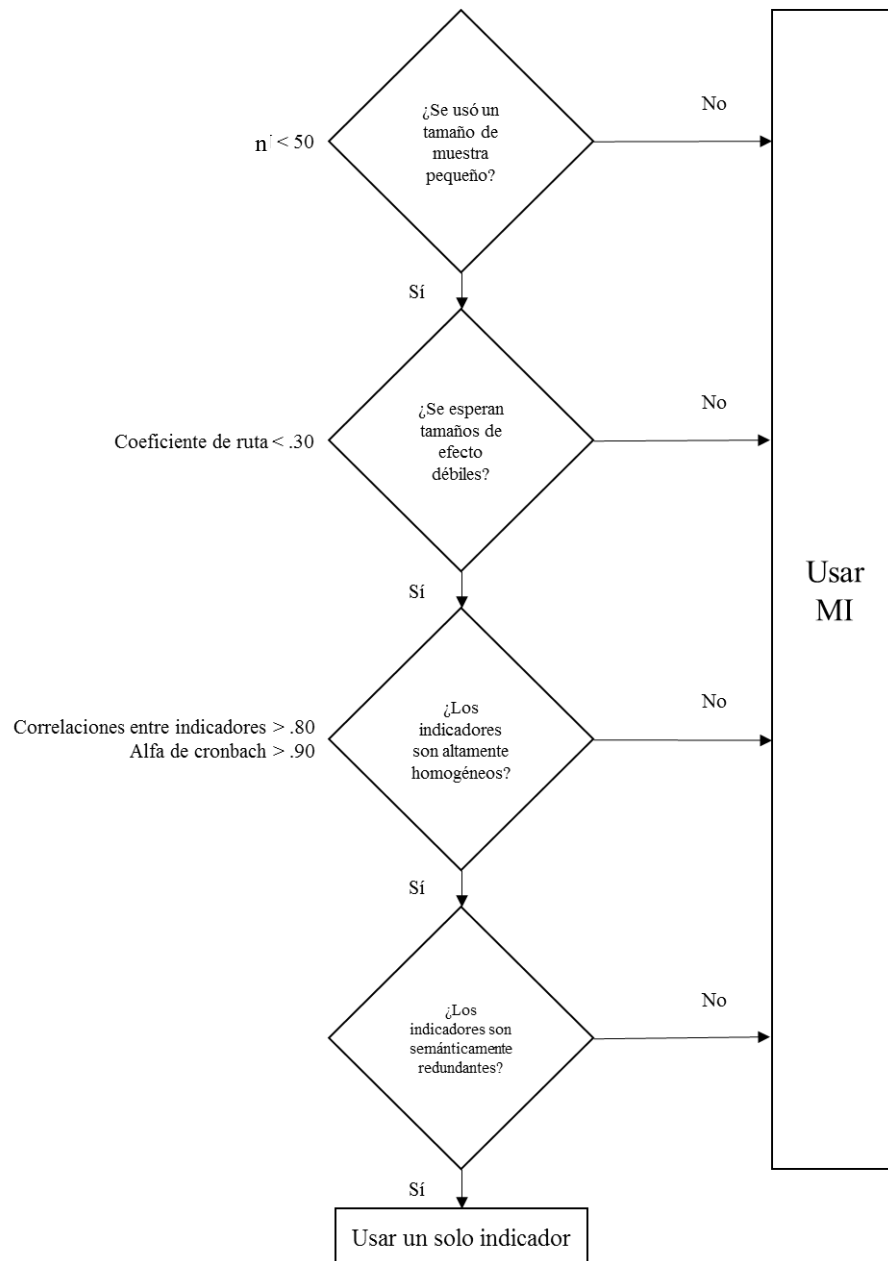 ¿Se usó un
tamaño de
muestra
pequeño?
n < 50
No
Sí
¿Se esperan
tamaños de
efecto
débiles?
Coeficiente de ruta < .30
No
Sí
Usar
MI
¿Los
indicadores
son altamente
homogéneos?
Correlaciones entre indicadores > .80
Alfa de cronbach > .90
No
Sí
¿Los
indicadores son
semánticamente
redundantes?
No
Sí
Usar un solo indicador